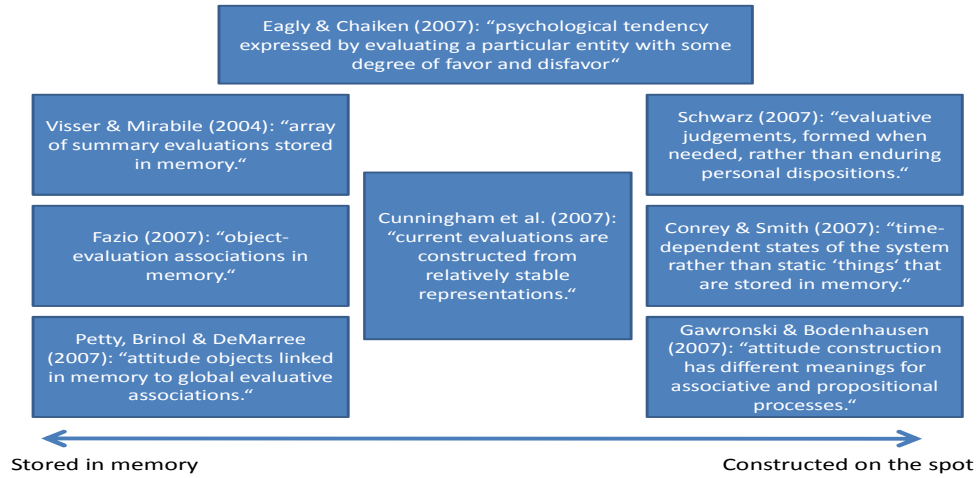 Eagly & Chaiken (2007): “psychological tendency
expressed by evaluating a particular entity with some
degree of favor and disfavor“
Visser & Mirabile (2004): “array
of summary evaluations stored
in memory.“
Fazio (2007): “object-
evaluation associations in
memory.“
Petty, Brinol & DeMarree
(2007): “attitude objects linked
in memory to global evaluative
associations.“
Cunningham et al. (2007):
“current evaluations are
constructed from
relatively stable
representations.“
Schwarz (2007): “evaluative
judgements, formed when
needed, rather than enduring
personal dispositions.“
Conrey & Smith (2007): “time-
dependent states of the system
rather than static ‘things‘ that
are stored in memory.“
Gawronski & Bodenhausen
(2007): “attitude construction
has different meanings for
associative and propositional
processes.“
Stored in memory
Constructed on the spot